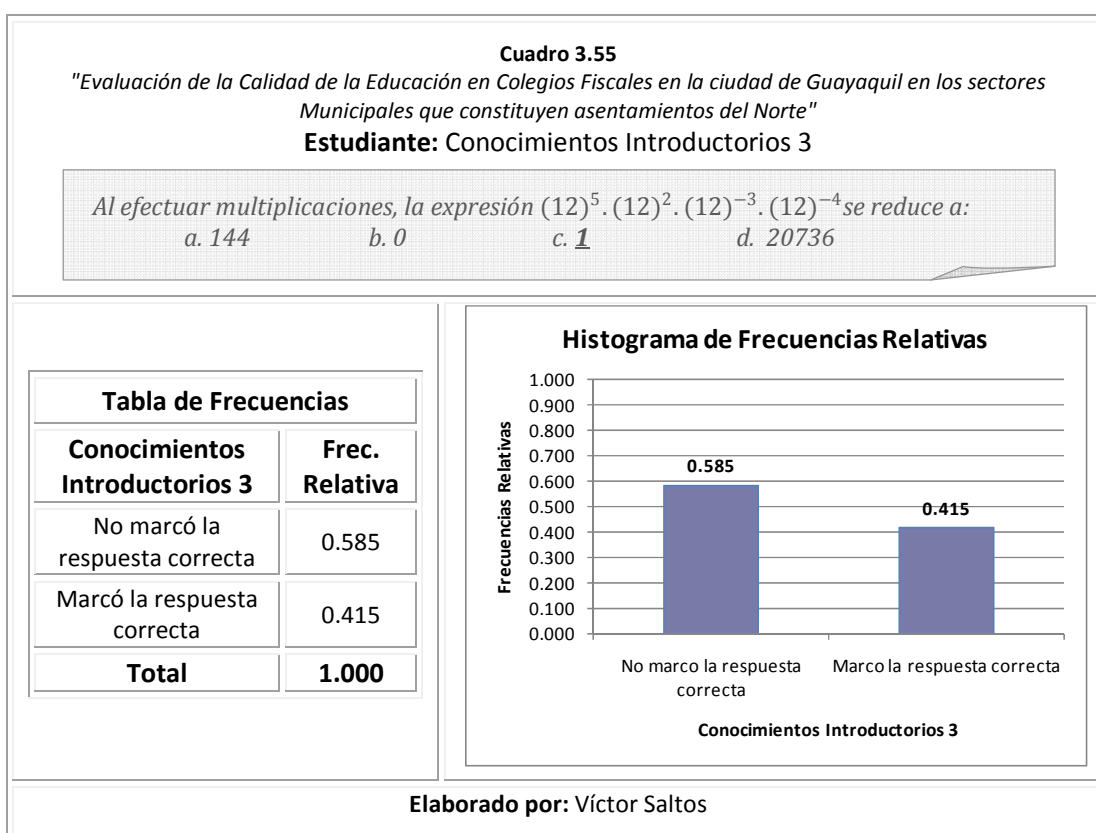 Cuadro 3.55
"Evaluación de la Calidad de la Educación en Colegios Fiscales en la ciudad de Guayaquil en los sectores
Municipales que constituyen asentamientos del Norte"
Estudiante: Conocimientos Introductorios 3
Al efectuar multiplicaciones, la expresión (12)⁵. (12)². (12)⁻³. (12)⁻⁴ se reduce a:
a. 144 b. 0 c. 1 d. 20736
Tabla de Frecuencias
Conocimientos
Introductorios 3
Frec.
Relativa
No marcó la
respuesta correcta
0.585
Marcó la respuesta
correcta
0.415
Total 1.000
Histograma de Frecuencias Relativas
Frecuencias Relativas
1.000
0.900
0.800
0.700
0.600
0.500
0.400
0.300
0.200
0.100
0.000
0.585
0.415
No marco la respuesta
correcta
Marco la respuesta correcta
Conocimientos Introductorios 3
Elaborado por: Víctor Saltos